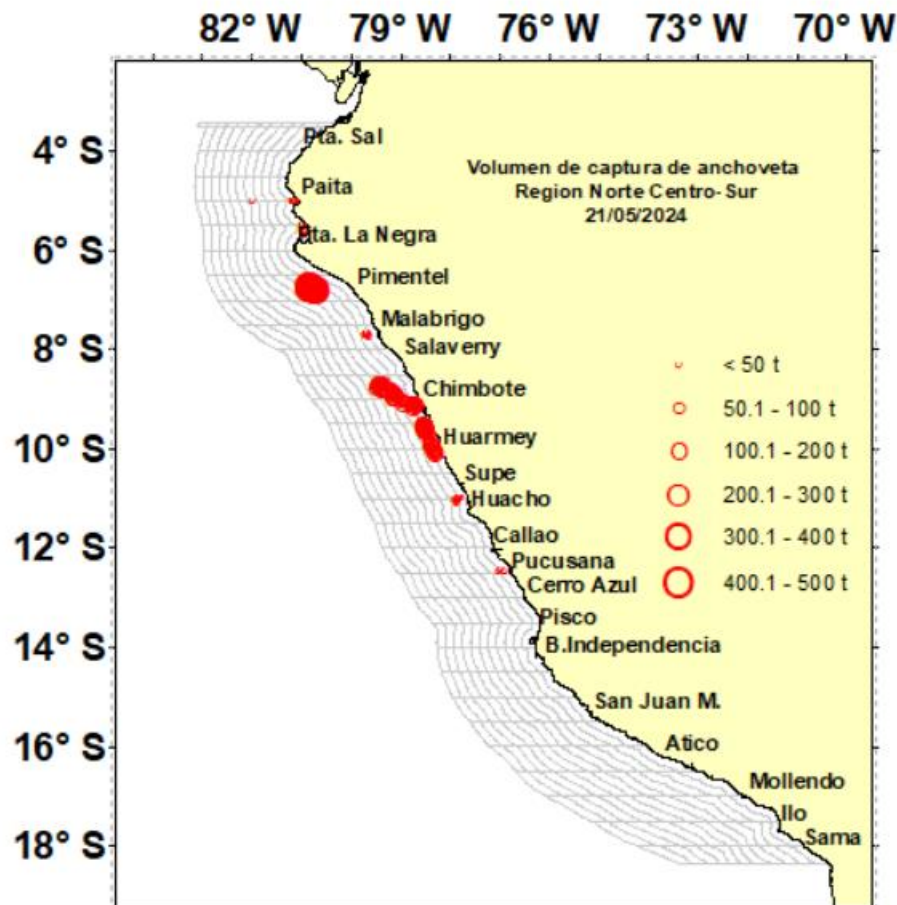 82° W 79° W 76° W 73° W 70° W
4° S
6° S
8° S
10° S
12° S
14° S
16° S
18° S
Volumen de captura de anchoveta
Region Norte Centro-Sur
21/05/2024
Pta. Sal
Paita
Pta. La Negra
Pimentel
Malabrigo
Salaverry
Chimbote
Huarmey
Supe
Huacho
Callao
Pucusana
Cerro Azul
Pisco
B.Independencia
San Juan M.
Atico
Mollendo
Ilo
Sama
< 50 t
50.1 - 100 t
100.1 - 200 t
200.1 - 300 t
300.1 - 400 t
400.1 - 500 t